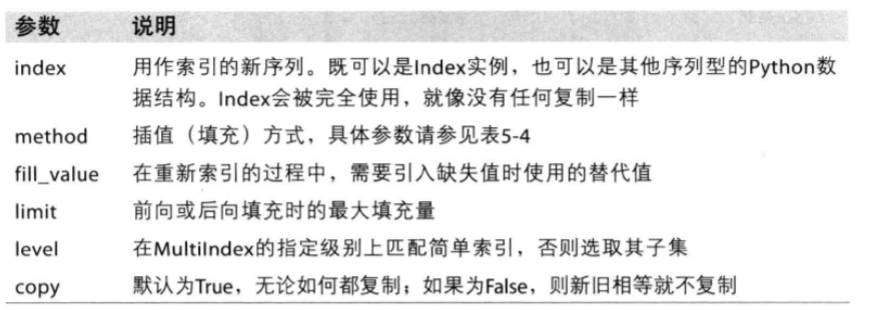 参数 说明
index 用作索引的新序列。既可以是Index实例，也可以是其他序列型的Python数
据结构。Index会被完全使用，就像没有任何复制一样
method 插值（填充）方式，具体参数请参见表5-4
fill_value 在重新索引的过程中，需要引入缺失值时使用的替代值
limit 前向或后向填充时的最大填充量
level 在MultiIndex的指定级别上匹配简单索引，否则选取其子集
copy 默认为True，无论如何都复制；如果为False，则新旧相等就不复制